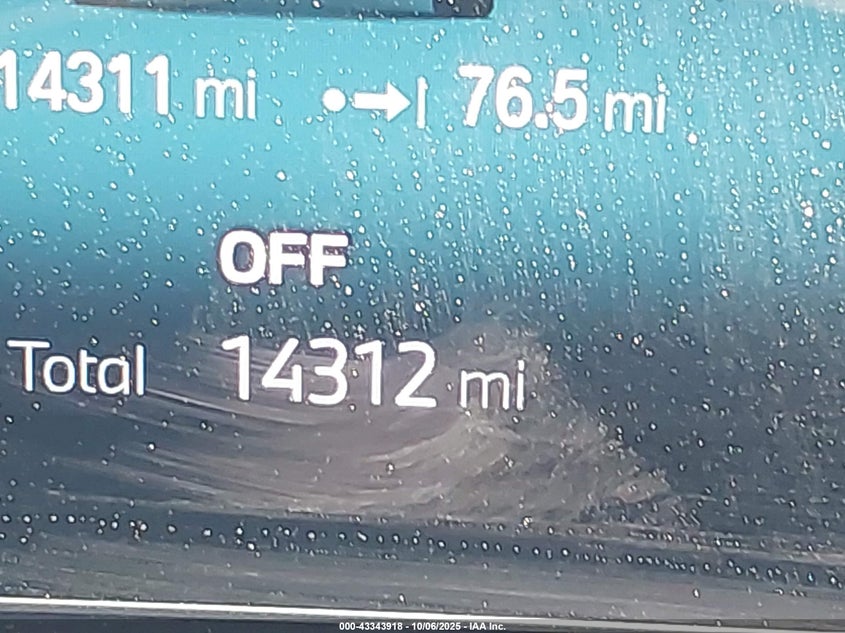 14311 mi 76.5 mi
OFF
Total 14312 mi
000-43343918 - 10/06/2025 - IAA Inc.